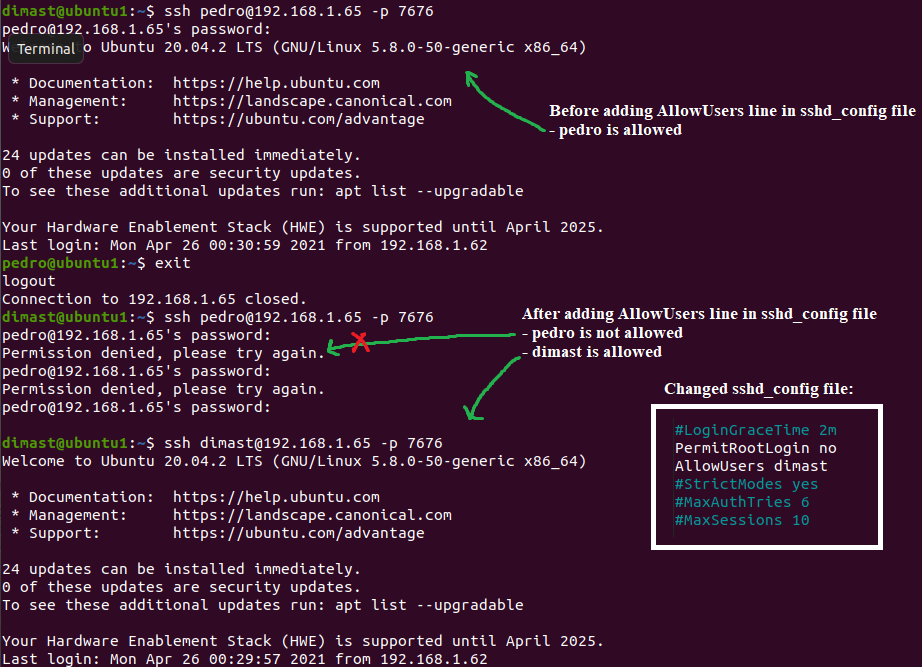 dimast@ubuntu1:~$ ssh pedro@192.168.1.65 -p 7676
pedro@192.168.1.65's password:
W Terminal o Ubuntu 20.04.2 LTS (GNU/Linux 5.8.0-50-generic x86_64)
* Documentation:  https://help.ubuntu.com
* Management:     https://landscape.canonical.com
* Support:        https://ubuntu.com/advantage
Before adding AllowUsers line in sshd_config file
- pedro is allowed
24 updates can be installed immediately.
0 of these updates are security updates.
To see these additional updates run: apt list --upgradable
Your Hardware Enablement Stack (HWE) is supported until April 2025.
Last login: Mon Apr 26 00:30:59 2021 from 192.168.1.62
pedro@ubuntu1:~$ exit
logout
Connection to 192.168.1.65 closed.
dimast@ubuntu1:~$ ssh pedro@192.168.1.65 -p 7676
pedro@192.168.1.65's password:
Permission denied, please try again.
pedro@192.168.1.65's password:
Permission denied, please try again.
pedro@192.168.1.65's password:
After adding AllowUsers line in sshd_config file
- pedro is not allowed
- dimast is allowed
Changed sshd_config file:
#LoginGraceTime 2m
PermitRootLogin no
AllowUsers dimast
#StrictModes yes
#MaxAuthTries 6
#MaxSessions 10
dimast@ubuntu1:~$ ssh dimast@192.168.1.65 -p 7676
Welcome to Ubuntu 20.04.2 LTS (GNU/Linux 5.8.0-50-generic x86_64)
* Documentation:  https://help.ubuntu.com
* Management:     https://landscape.canonical.com
* Support:        https://ubuntu.com/advantage
24 updates can be installed immediately.
0 of these updates are security updates.
To see these additional updates run: apt list --upgradable
Your Hardware Enablement Stack (HWE) is supported until April 2025.
Last login: Mon Apr 26 00:29:57 2021 from 192.168.1.62